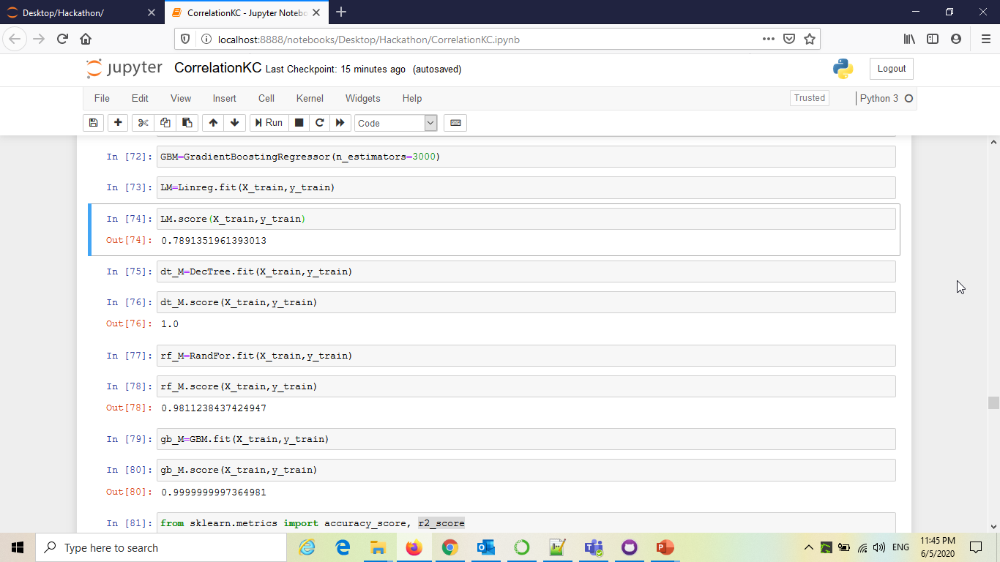 Desktop/Hackathon/
CorrelationKC - Jupyter Notebo
localhost:8888/notebooks/Desktop/Hackathon/CorrelationKC.ipynb
jupyter CorrelationKC Last Checkpoint: 15 minutes ago (autosaved)
Logout
File Edit View Insert Cell Kernel Widgets Help
Trusted Python 3
Run Code
In [72]: GBM=GradientBoostingRegressor(n_estimators=3000)
In [73]: LM=Linreg.fit(X_train,y_train)
In [74]: LM.score(X_train,y_train)
Out[74]: 0.7891351961393013
In [75]: dt_M=DecTree.fit(X_train,y_train)
In [76]: dt_M.score(X_train,y_train)
Out[76]: 1.0
In [77]: rf_M=RandFor.fit(X_train,y_train)
In [78]: rf_M.score(X_train,y_train)
Out[78]: 0.9811238437424947
In [79]: gb_M=GBM.fit(X_train,y_train)
In [80]: gb_M.score(X_train,y_train)
Out[80]: 0.9999999997364981
In [81]: from sklearn.metrics import accuracy_score, r2_score
Type here to search
ENG
11:45 PM
6/5/2020